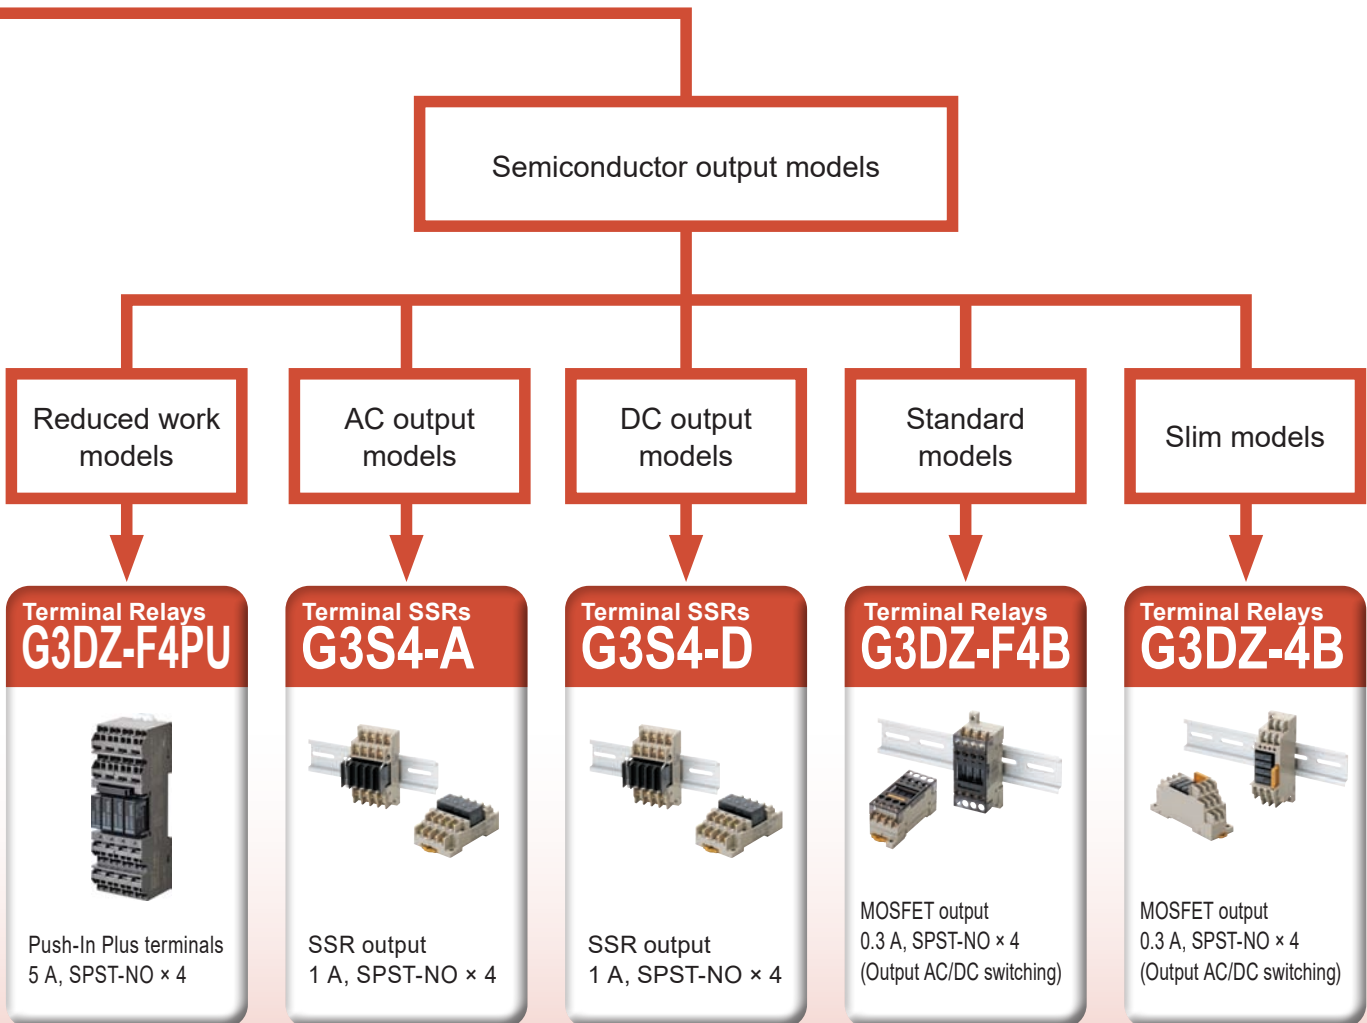 Semiconductor output models
Reduced work
models
AC output
models
DC output
models
Standard
models
Slim models
Terminal Relays
G3DZ-F4PU
Push-In Plus terminals
5 A, SPST-NO × 4
Terminal SSRs
G3S4-A
SSR output
1 A, SPST-NO × 4
Terminal SSRs
G3S4-D
SSR output
1 A, SPST-NO × 4
Terminal Relays
G3DZ-F4B
MOSFET output
0.3 A, SPST-NO × 4
(Output AC/DC switching)
Terminal Relays
G3DZ-4B
MOSFET output
0.3 A, SPST-NO × 4
(Output AC/DC switching)